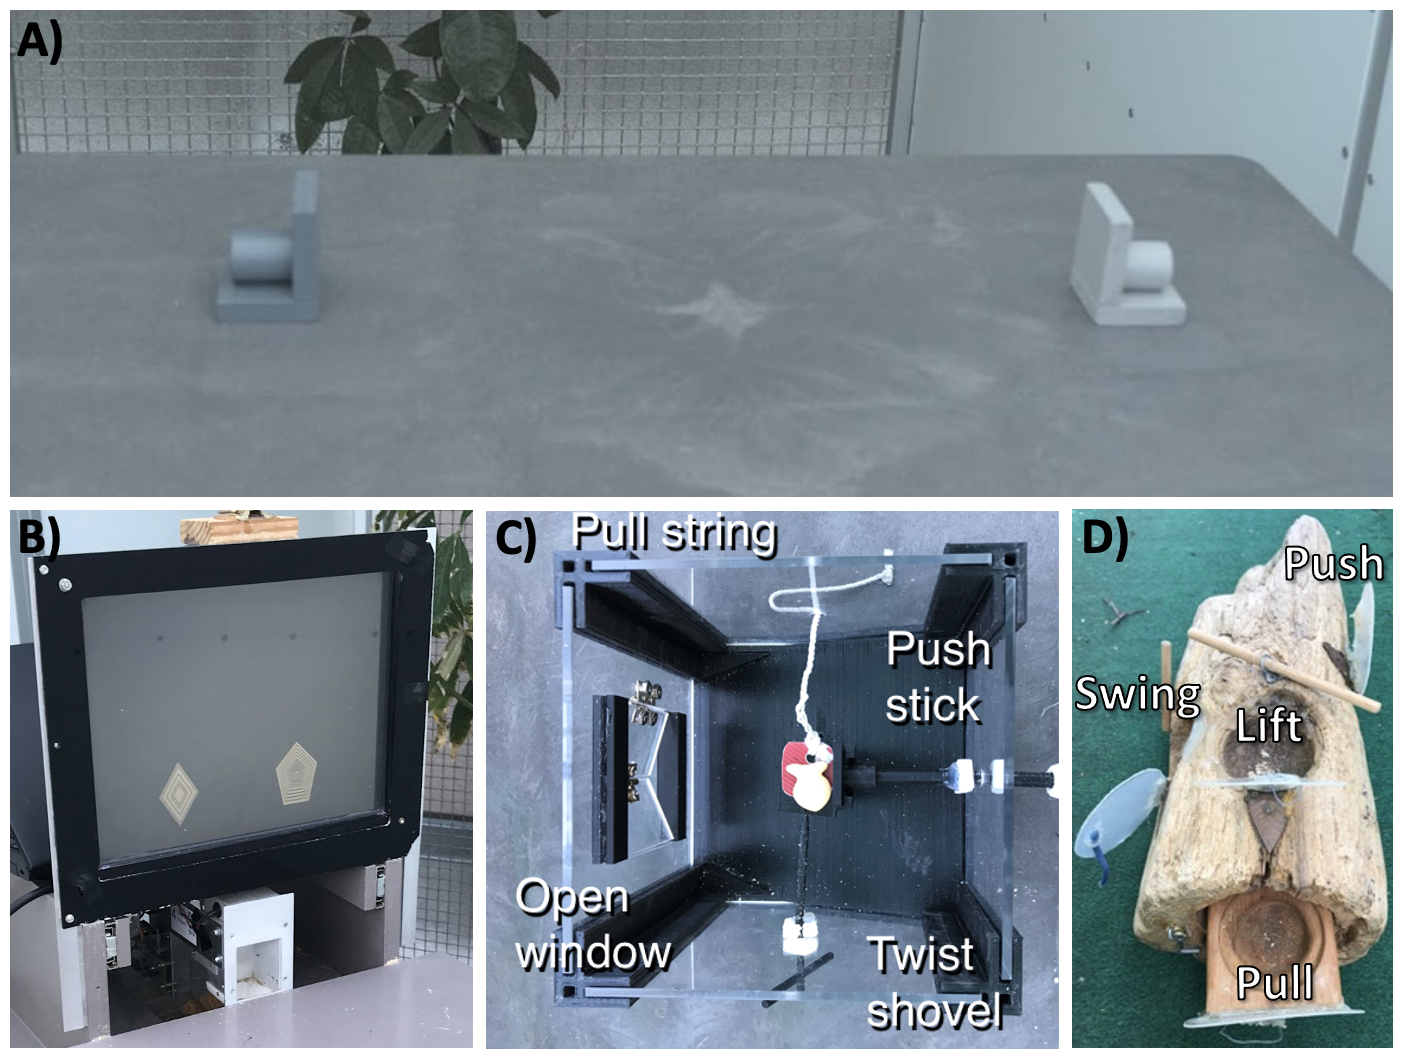 A)
B)
C)
Pull string
Push
stick
Open
window
Twist
shovel
D)
Push
Swing
Lift
Pull